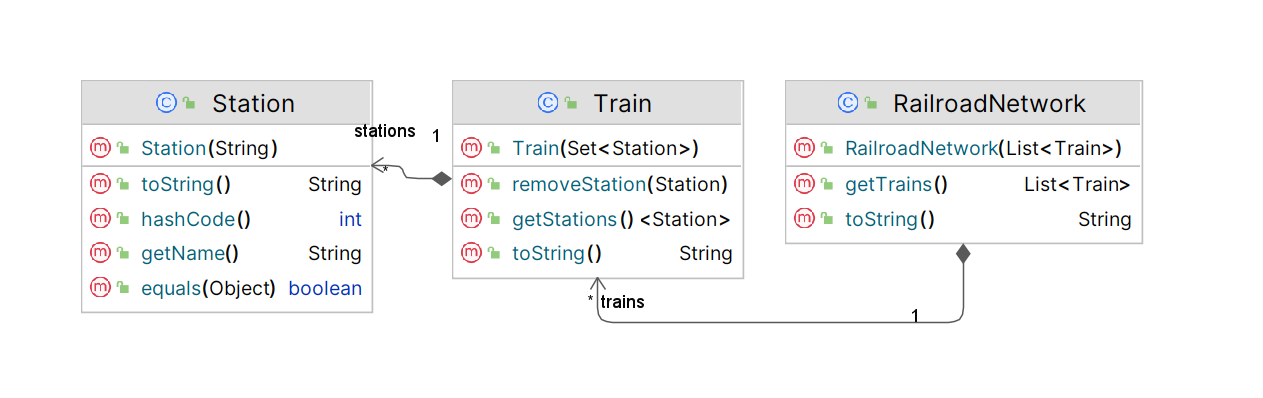 Station
Station(String)
toString() String
hashCode() int
getName() String
equals(Object) boolean
stations 1
*
Train
Train(Set<Station>)
removeStation(Station)
getStations() <Station>
toString() String
* trains
1
RailroadNetwork
RailroadNetwork(List<Train>)
getTrains() List<Train>
toString() String